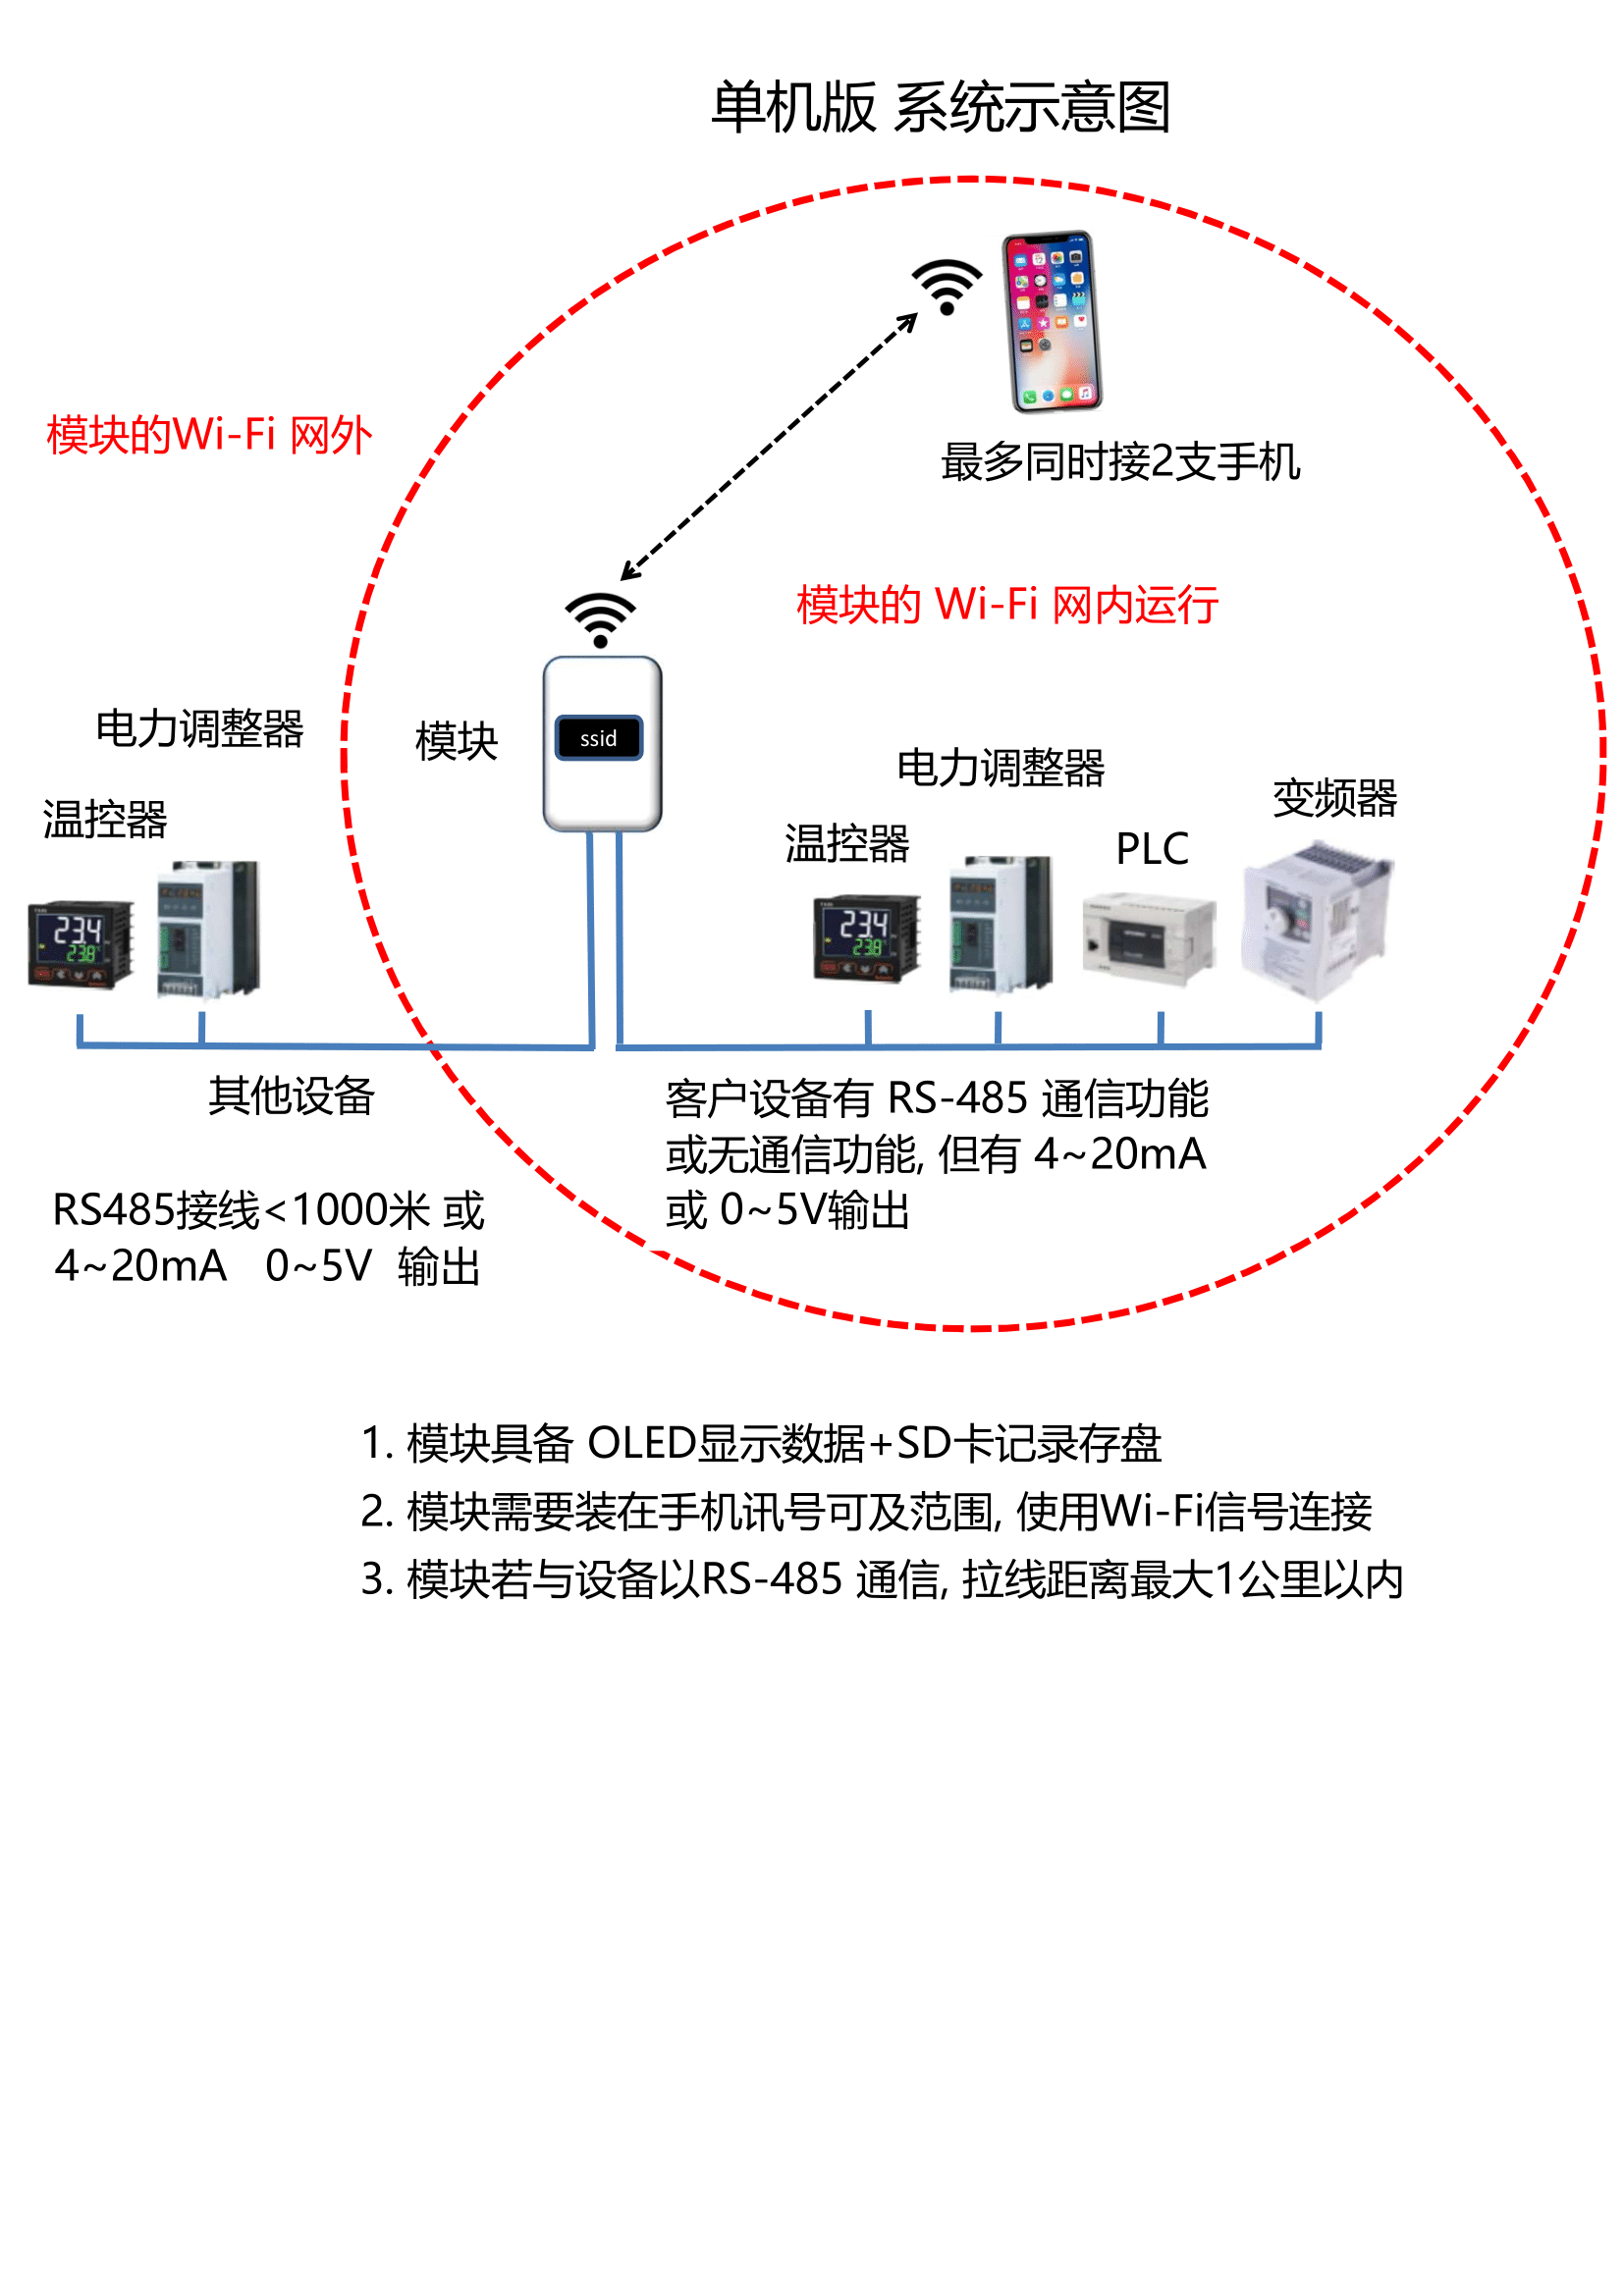 单机版 系统示意图
模块的Wi-Fi 网外
最多同时接2支手机
模块的 Wi-Fi 网内运行
电力调整器
模块
ssid
电力调整器
变频器
温控器
温控器
PLC
23.4
23.8
23.4
23.8
其他设备
客户设备有 RS-485 通信功能
或无通信功能, 但有 4~20mA
或 0~5V输出
RS485接线<1000米 或
4~20mA 0~5V 输出
1. 模块具备 OLED显示数据+SD卡记录存盘
2. 模块需要装在手机讯号可及范围, 使用Wi-Fi信号连接
3. 模块若与设备以RS-485 通信, 拉线距离最大1公里以内